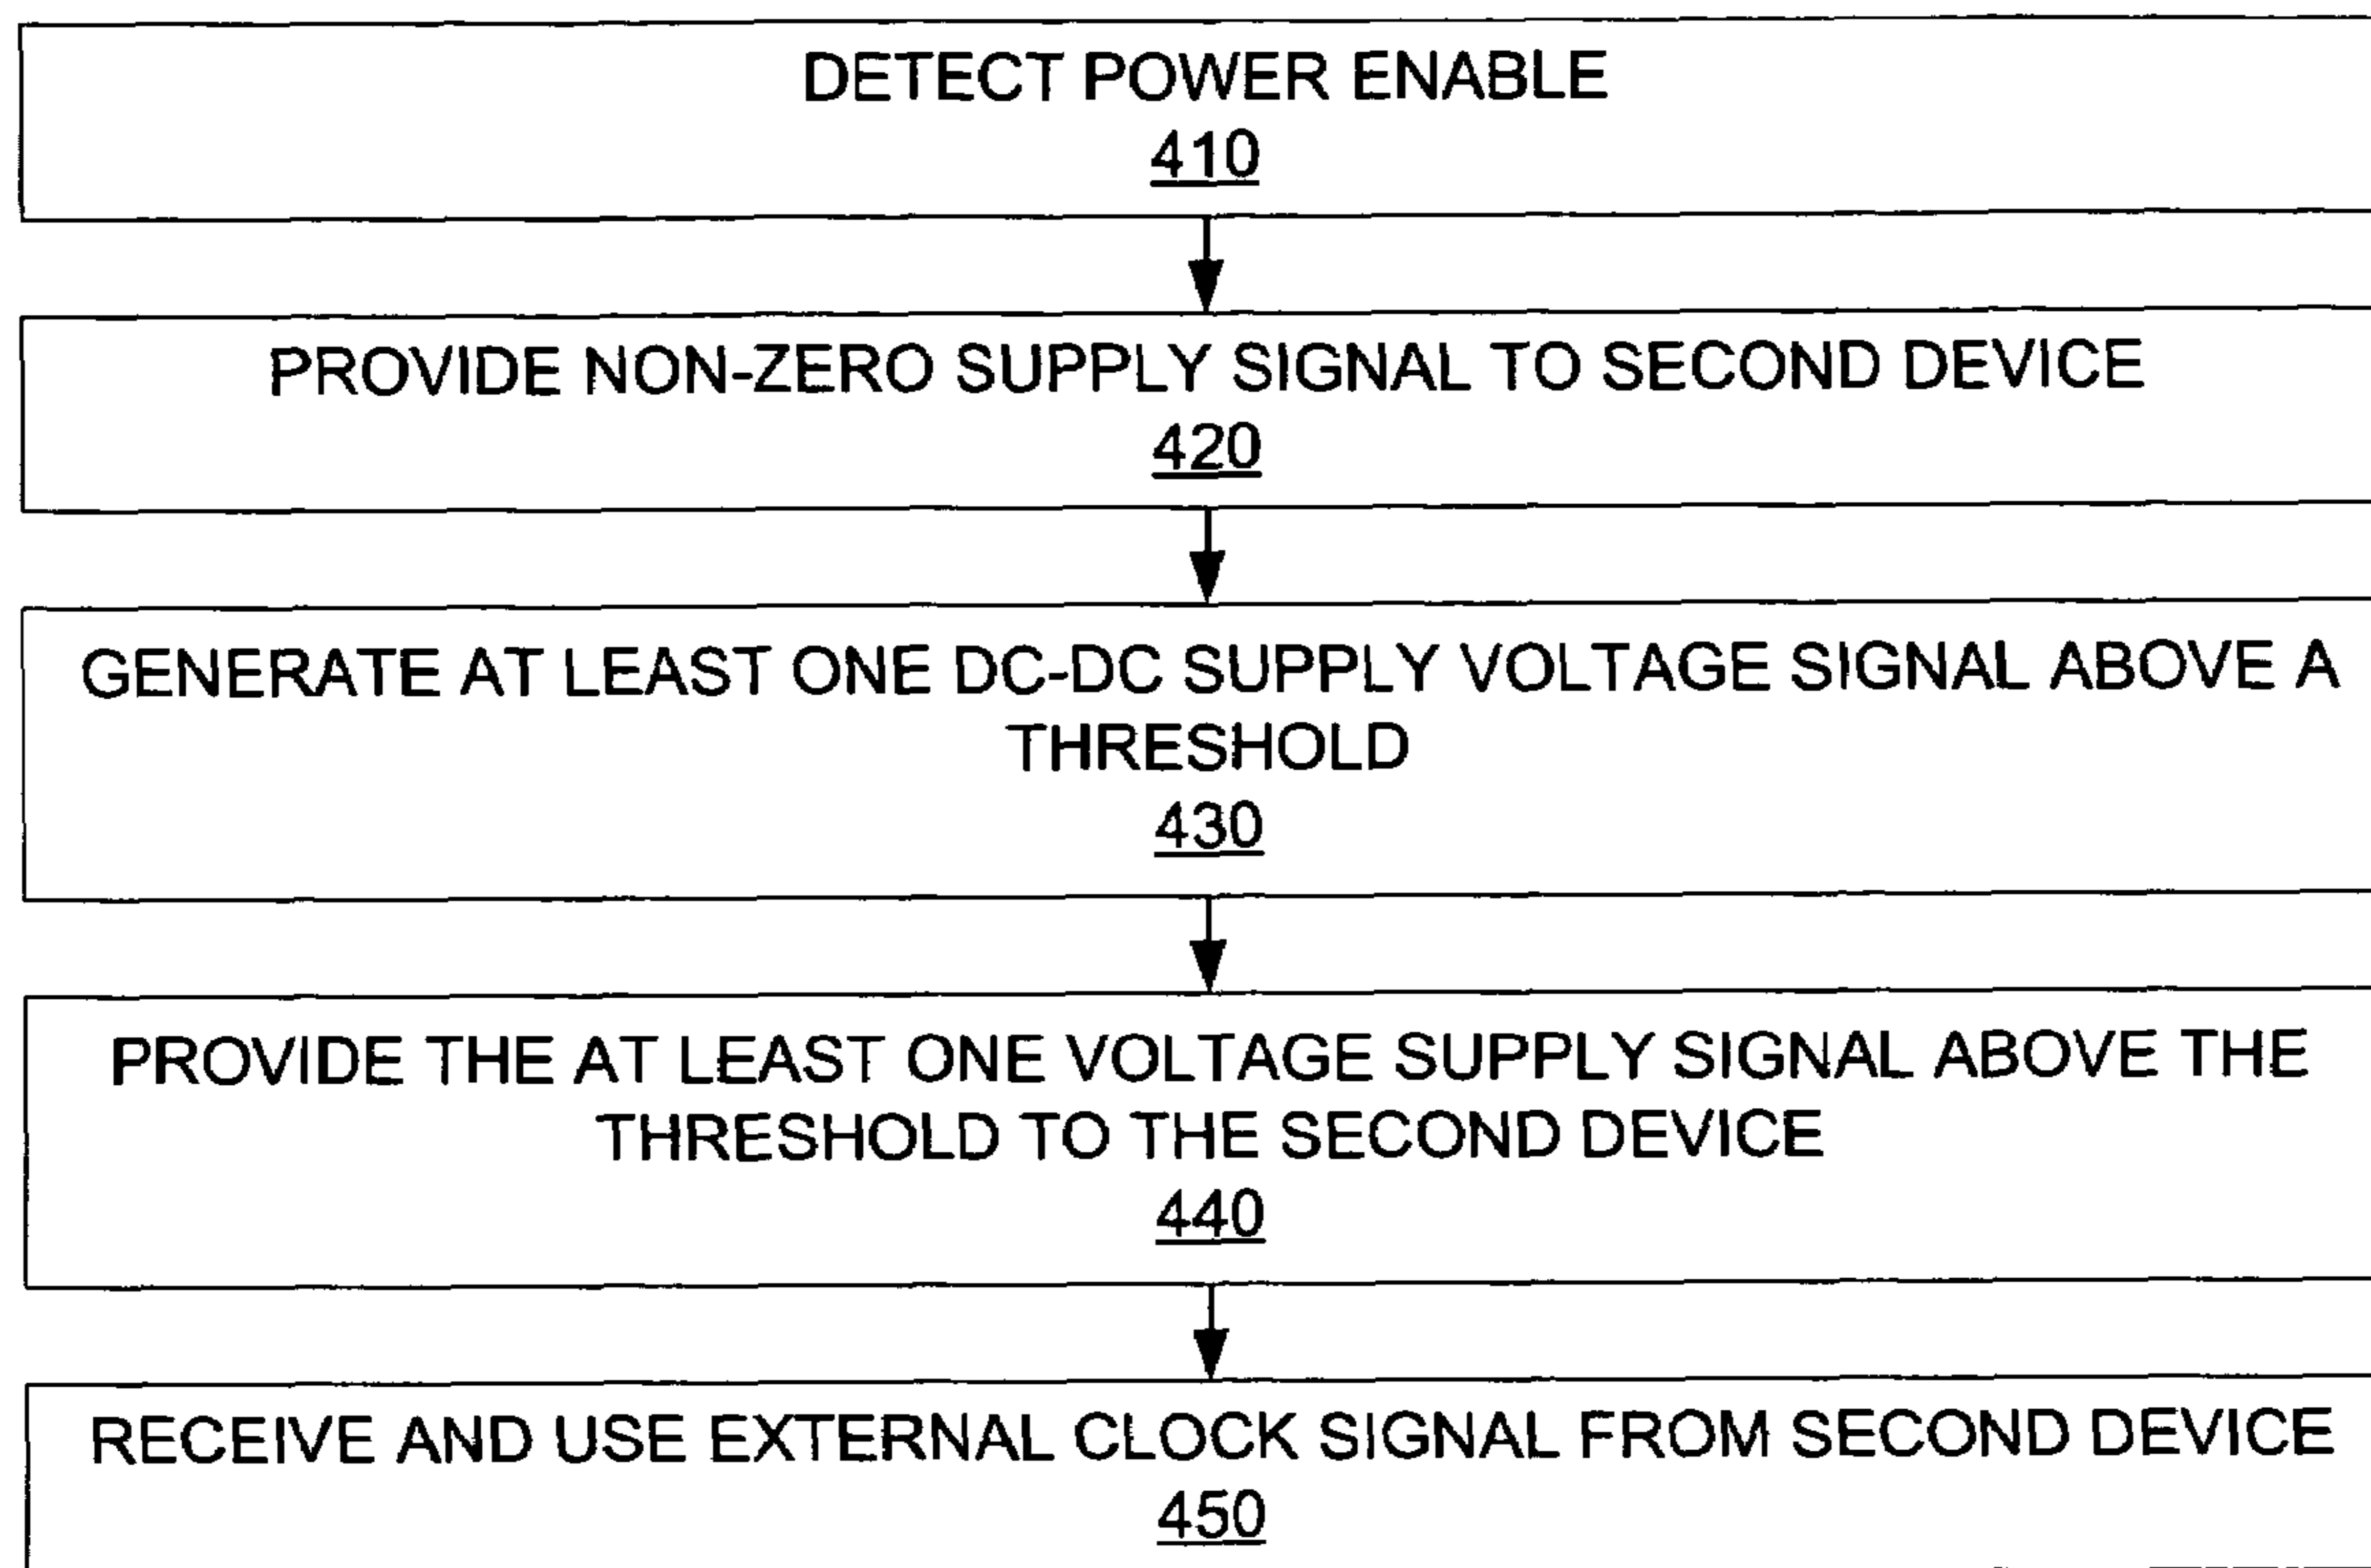 DETECT POWER ENABLE
410
PROVIDE NON-ZERO SUPPLY SIGNAL TO SECOND DEVICE
420
GENERATE AT LEAST ONE DC-DC SUPPLY VOLTAGE SIGNAL ABOVE A
THRESHOLD
430
PROVIDE THE AT LEAST ONE VOLTAGE SUPPLY SIGNAL ABOVE THE
THRESHOLD TO THE SECOND DEVICE
440
RECEIVE AND USE EXTERNAL CLOCK SIGNAL FROM SECOND DEVICE
450